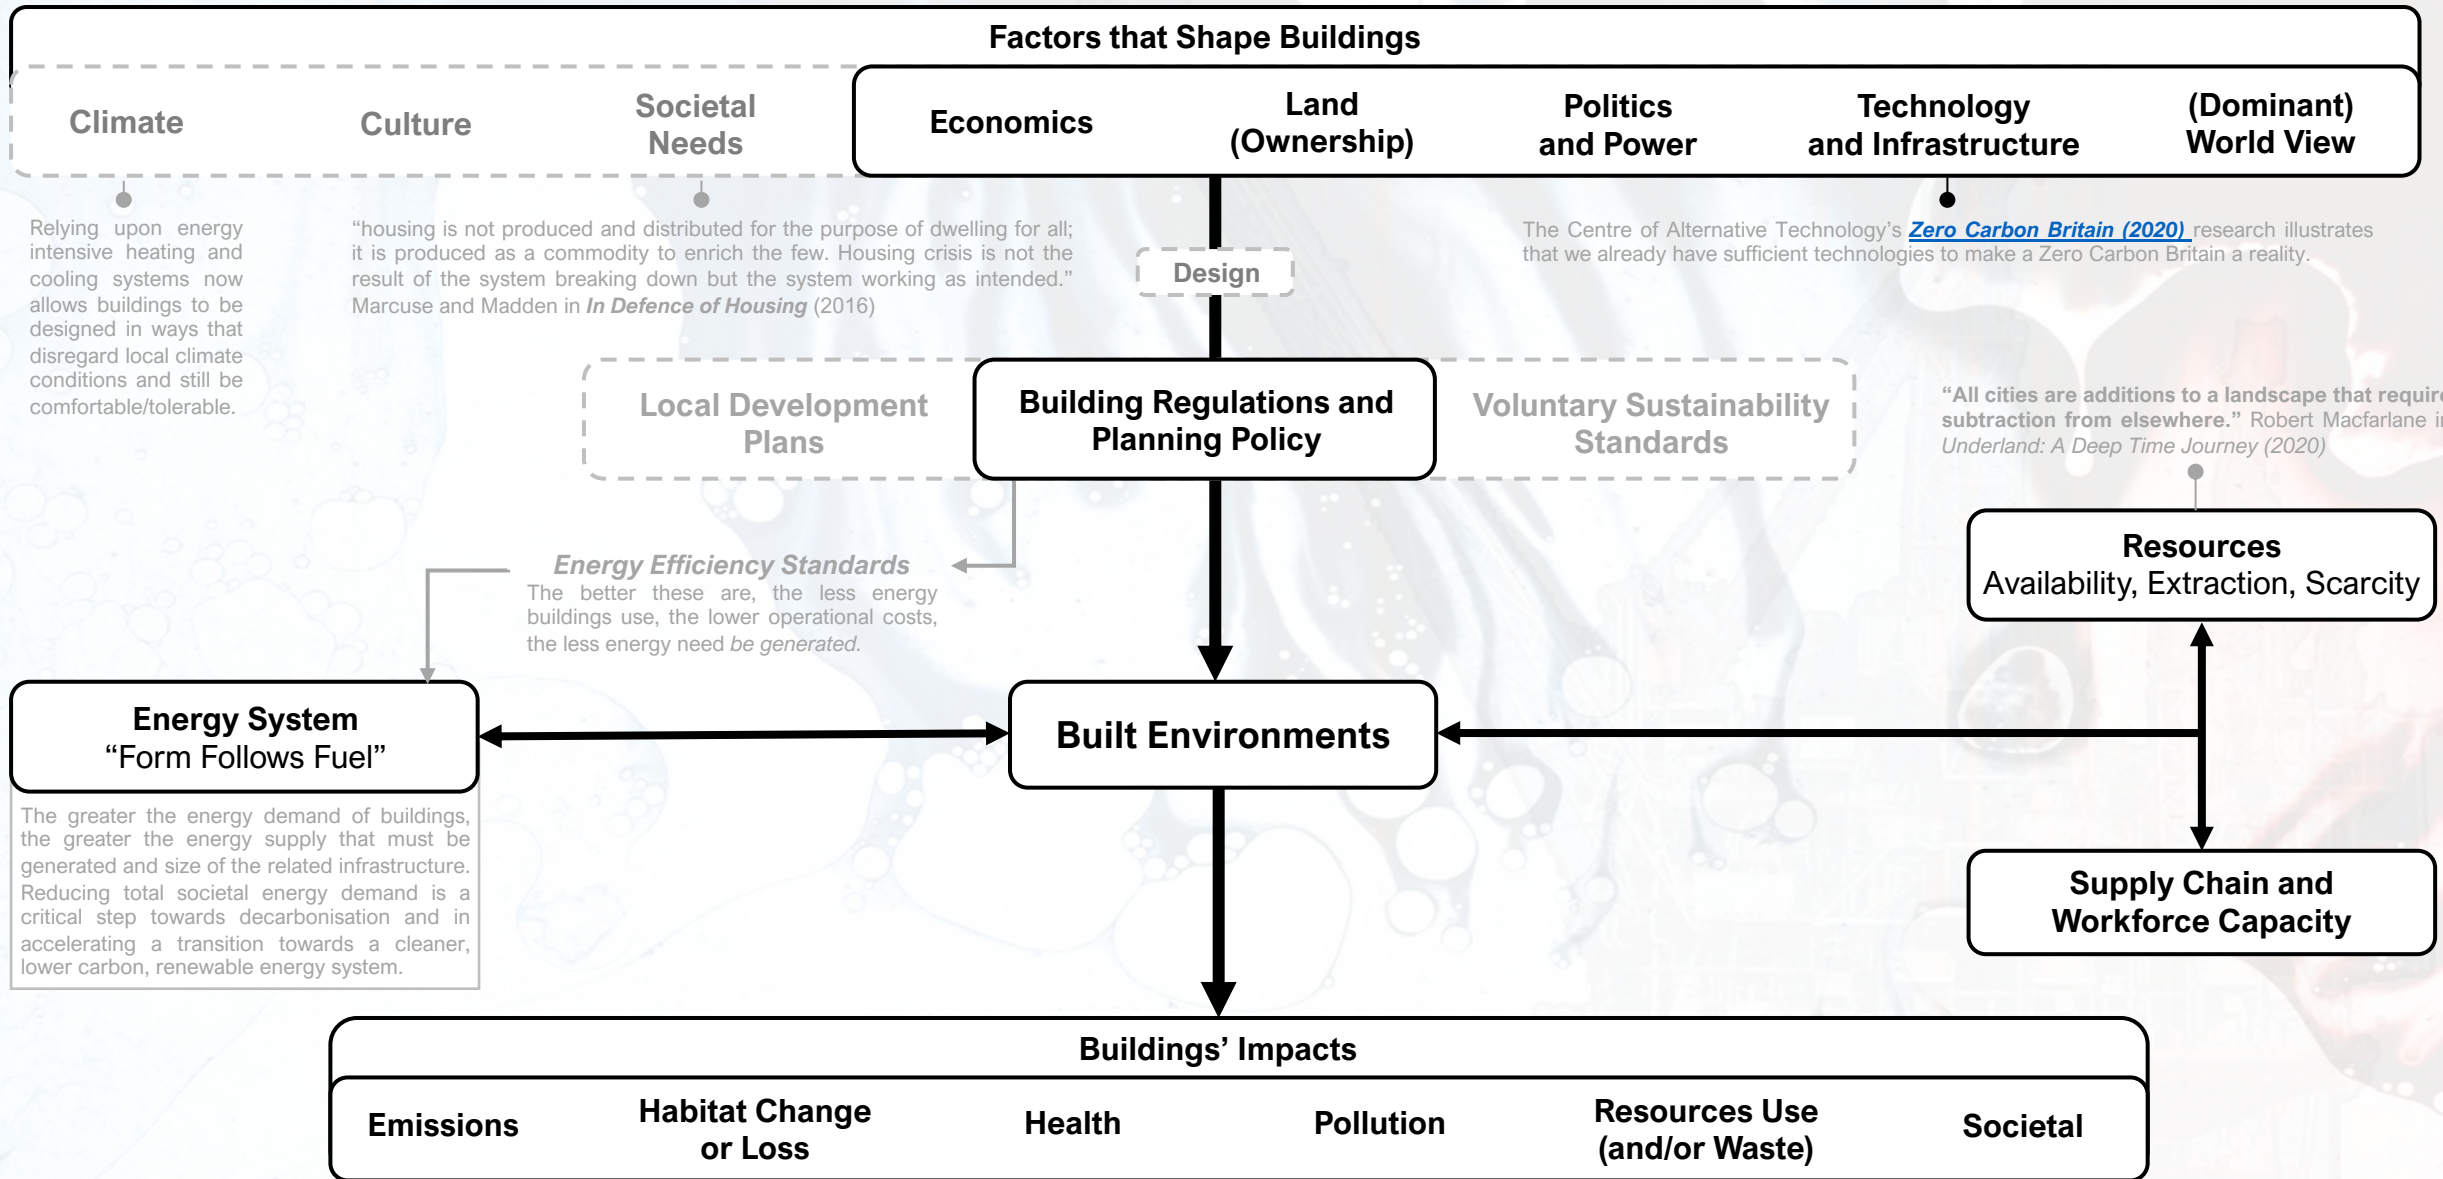 Factors that Shape Buildings
Climate
Culture
Societal
Needs
Economics
Land
(Ownership)
Politics
and Power
Technology
and Infrastructure
(Dominant)
World View
Relying upon energy
intensive heating and
cooling systems now
allows buildings to be
designed in ways that
disregard local climate
conditions and still be
comfortable/tolerable.
“housing is not produced and distributed for the purpose of dwelling for all;
it is produced as a commodity to enrich the few. Housing crisis is not the
result of the system breaking down but the system working as intended.”
Marcuse and Madden in In Defence of Housing (2016)
Design
The Centre of Alternative Technology’s Zero Carbon Britain (2020) research illustrates
that we already have sufficient technologies to make a Zero Carbon Britain a reality.
Local Development
Plans
Building Regulations and
Planning Policy
Voluntary Sustainability
Standards
“All cities are additions to a landscape that require
subtraction from elsewhere.” Robert Macfarlane in
Underland: A Deep Time Journey (2020)
Energy Efficiency Standards
The better these are, the less energy
buildings use, the lower operational costs,
the less energy need be generated.
Resources
Availability, Extraction, Scarcity
Energy System
“Form Follows Fuel”
Built Environments
The greater the energy demand of buildings,
the greater the energy supply that must be
generated and size of the related infrastructure.
Reducing total societal energy demand is a
critical step towards decarbonisation and in
accelerating a transition towards a cleaner,
lower carbon, renewable energy system.
Supply Chain and
Workforce Capacity
Buildings’ Impacts
Emissions
Habitat Change
or Loss
Health
Pollution
Resources Use
(and/or Waste)
Societal